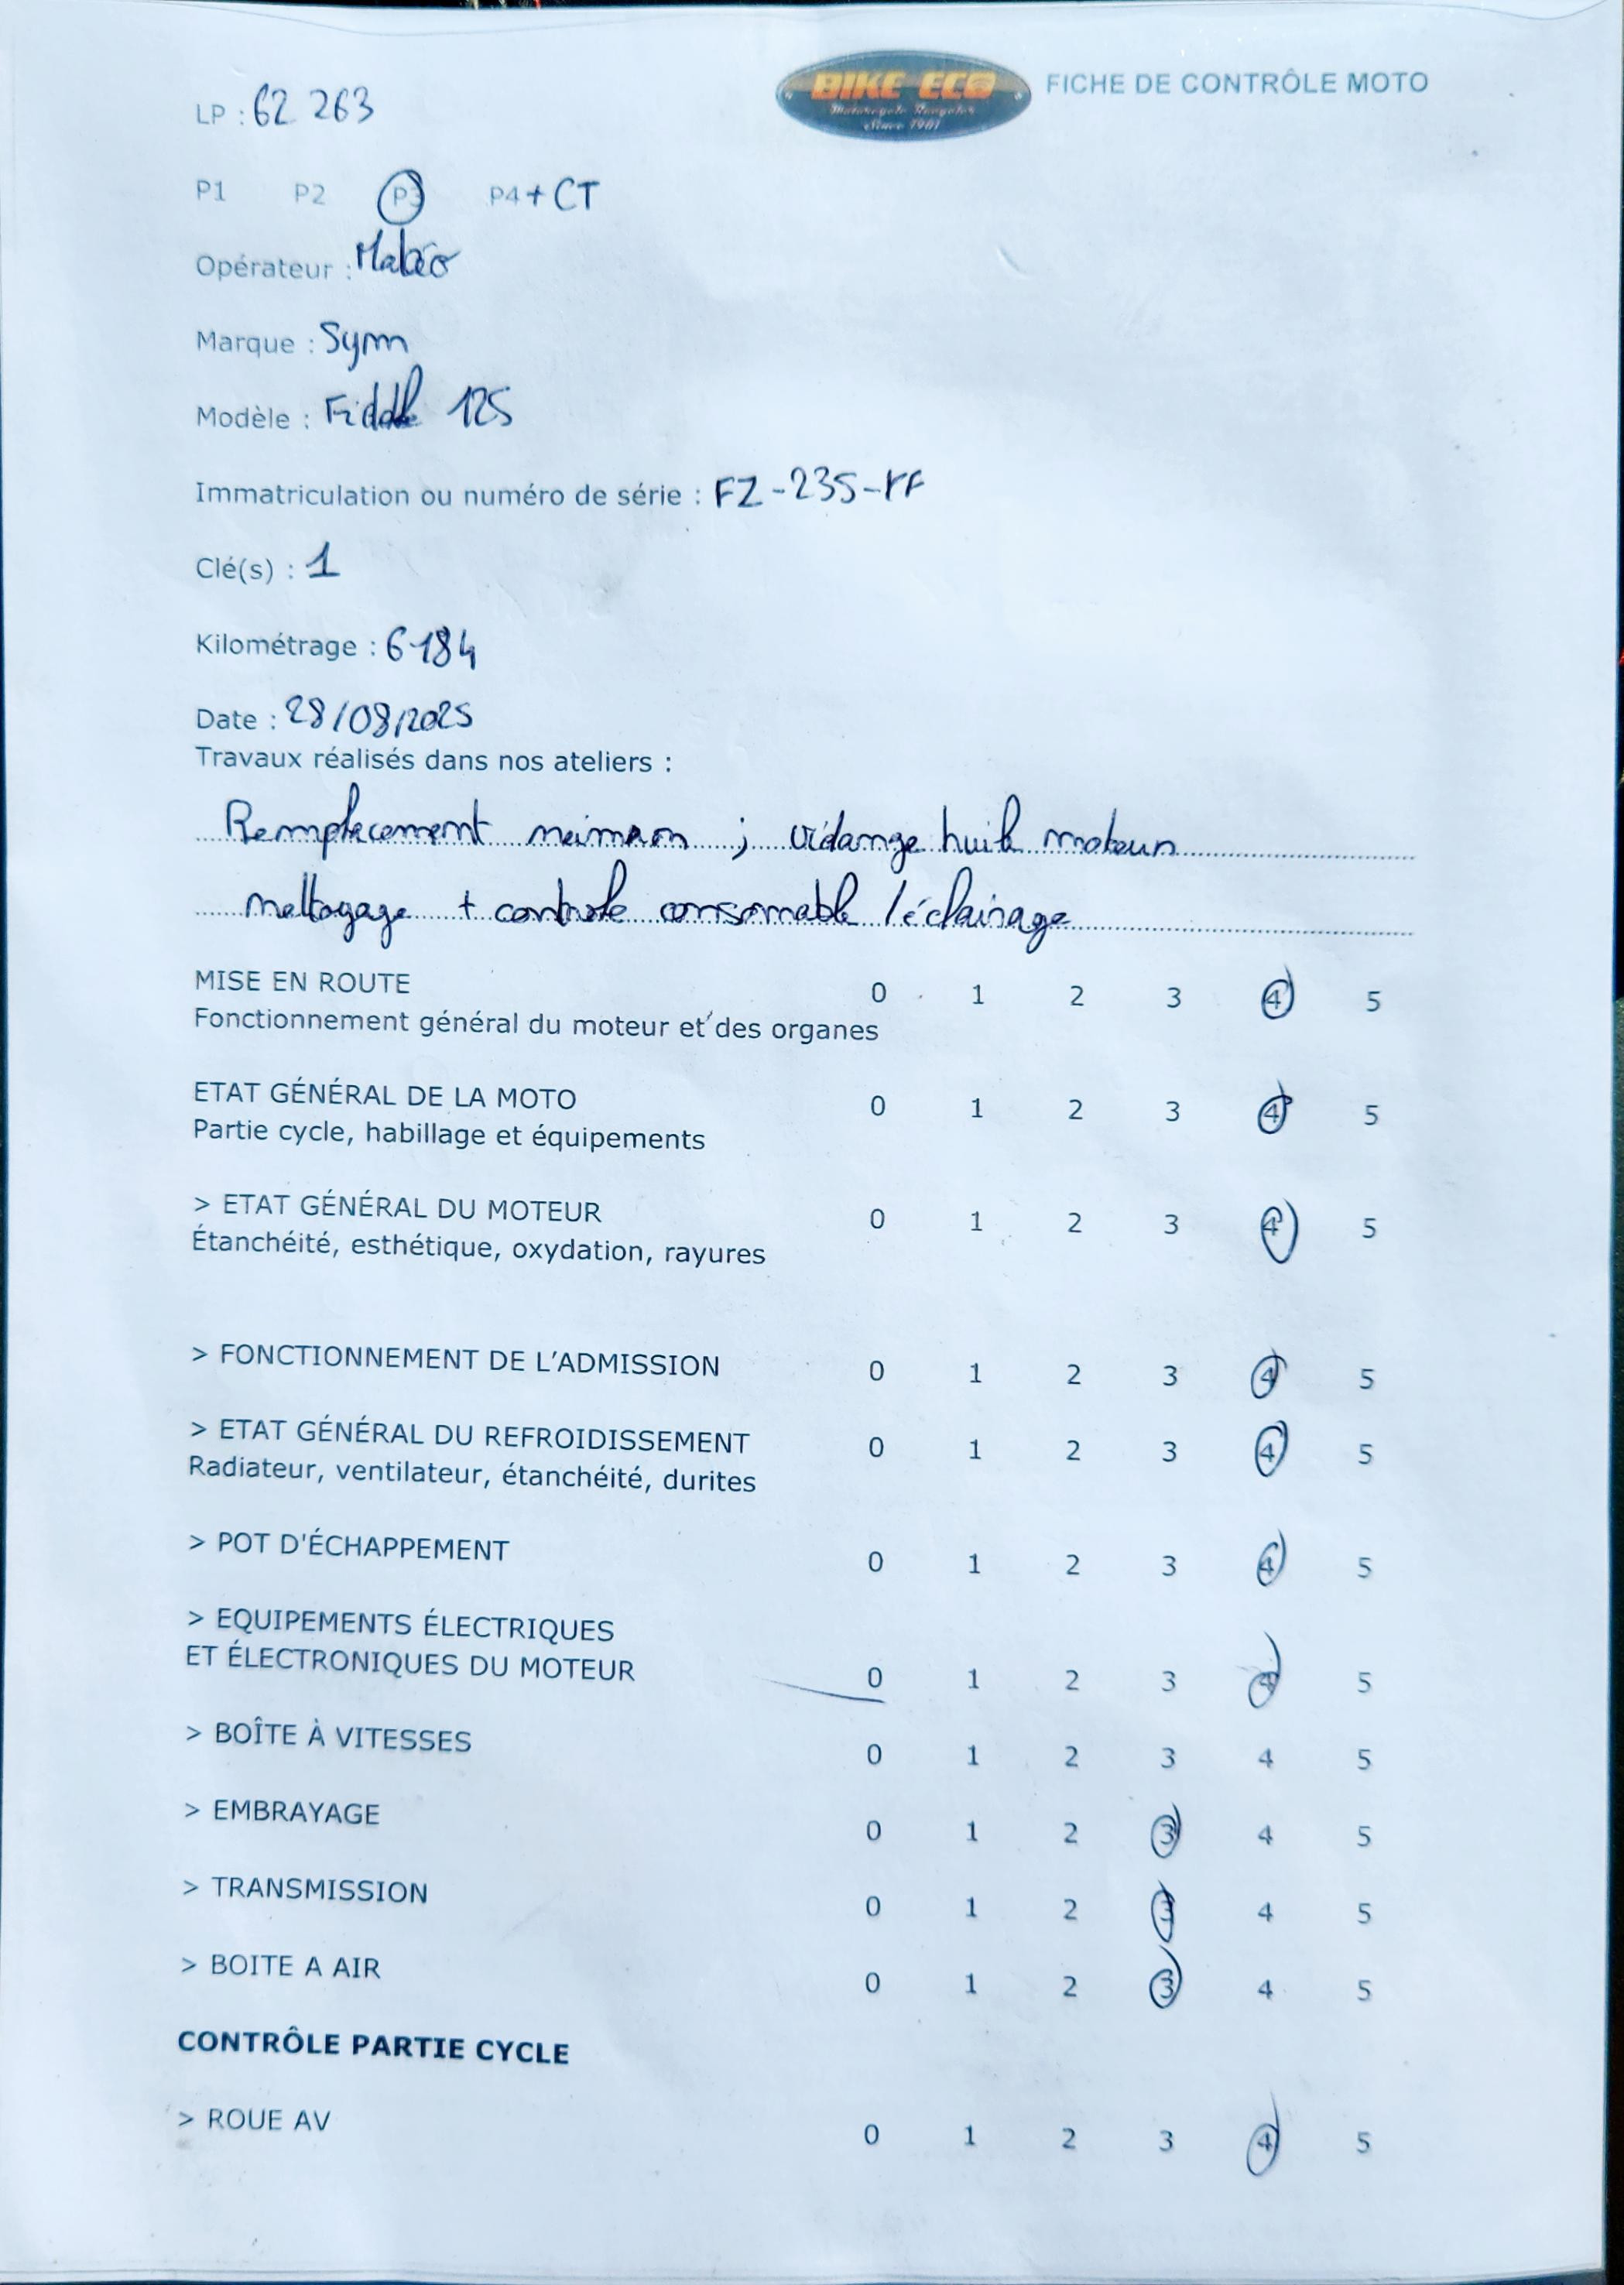 BIKE ECO
Motorcycle Recycler
Since 1981
FICHE DE CONTRÔLE MOTO
LP : 62 263
P1 P2 P3 P4 + CT
Opérateur :
Marque : Sym
Modèle : Fiddle 125
Immatriculation ou numéro de série : FZ-235-
Clé(s) : 1
Kilométrage : 6184
Date : 28/08/2025
Travaux réalisés dans nos ateliers :
Remplacement neiman ; vidange huile moteur
nettoyage + controle consomable / éclairage
MISE EN ROUTE 0 1 2 3 4 5
Fonctionnement général du moteur et des organes
ETAT GÉNÉRAL DE LA MOTO 0 1 2 3 4 5
Partie cycle, habillage et équipements
> ETAT GÉNÉRAL DU MOTEUR 0 1 2 3 4 5
Étanchéité, esthétique, oxydation, rayures
> FONCTIONNEMENT DE L'ADMISSION 0 1 2 3 4 5
> ETAT GÉNÉRAL DU REFROIDISSEMENT 0 1 2 3 4 5
Radiateur, ventilateur, étanchéité, durites
> POT D'ÉCHAPPEMENT 0 1 2 3 4 5
> EQUIPEMENTS ÉLECTRIQUES
ET ÉLECTRONIQUES DU MOTEUR 0 1 2 3 4 5
> BOÎTE À VITESSES 0 1 2 3 4 5
> EMBRAYAGE 0 1 2 3 4 5
> TRANSMISSION 0 1 2 3 4 5
> BOITE A AIR 0 1 2 3 4 5
CONTRÔLE PARTIE CYCLE
> ROUE AV 0 1 2 3 4 5